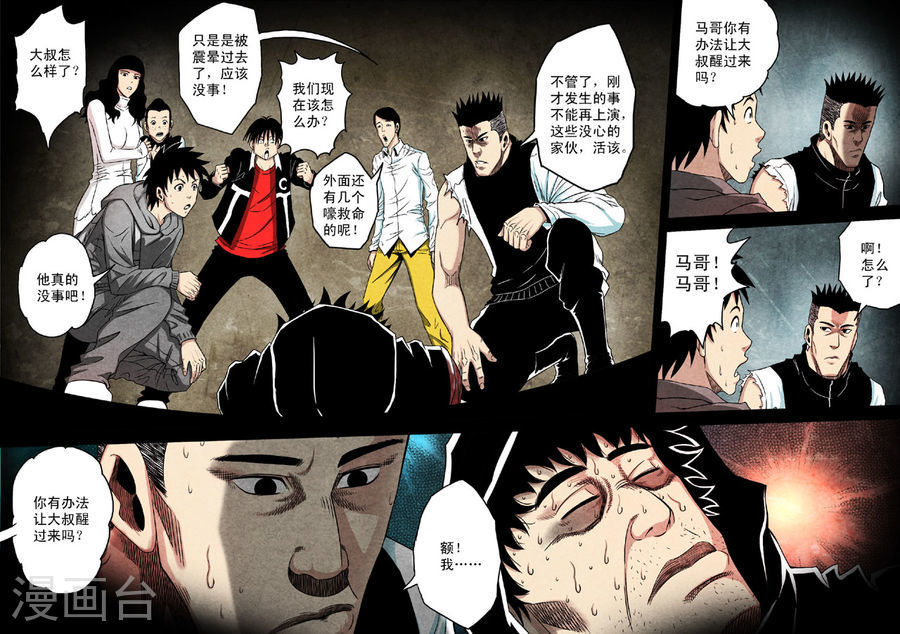 大叔怎
么样了？
只是是被
震晕过去
了，应该
没事！
我们现
在该怎
么办？
外面还
有几个
嚎救命
的呢！
不管了，刚
才发生的事
不能再上演，
这些没心的
家伙，活该。
他真的
没事吧！
C
马哥你有
办法让大
叔醒过来
吗？
马哥！
马哥！
啊！
怎么
了？
你有办法
让大叔醒
过来吗？
额！
我……
漫画台